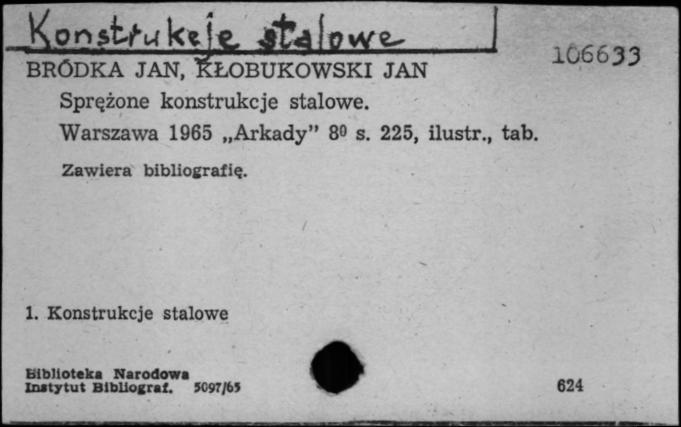 Konstrukcje stalowe
106633
BRÓDKA JAN, KŁOBUKOWSKI JAN
Sprężone konstrukcje stalowe.
Warszawa 1965 „Arkady” 8⁰ s. 225, ilustr., tab.
Zawiera bibliografię.
1. Konstrukcje stalowe
Biblioteka Narodowa
Instytut Bibliograf. 5097/65
624